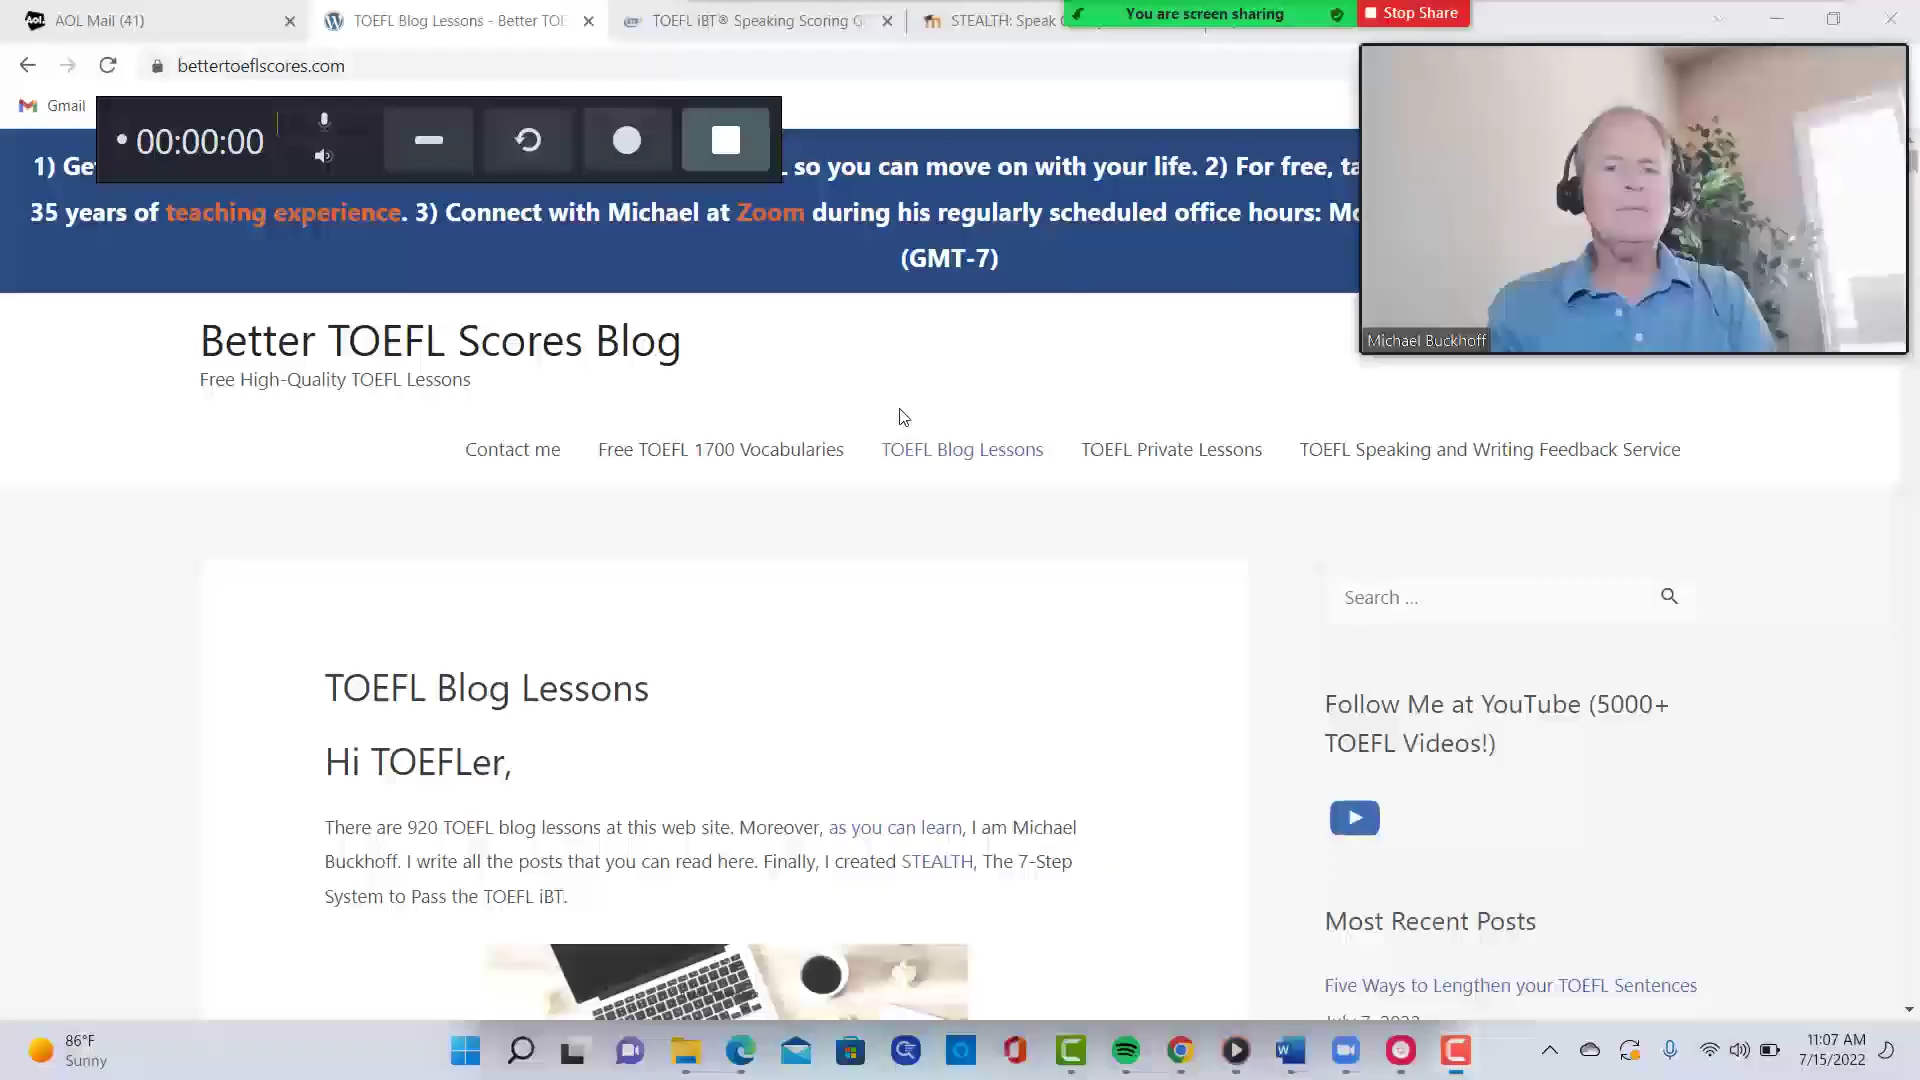 AOL Mail (41)
TOEFL Blog Lessons - Better TOE
TOEFL iBT® Speaking Scoring G
STEALTH: Speak
You are screen sharing
Stop Share
bettertoeflscores.com
Gmail
00:00:00
1) Ge
so you can move on with your life. 2) For free, ta
35 years of teaching experience. 3) Connect with Michael at Zoom during his regularly scheduled office hours: Mo
(GMT-7)
Michael Buckhoff
Better TOEFL Scores Blog
Free High-Quality TOEFL Lessons
Contact me
Free TOEFL 1700 Vocabularies
TOEFL Blog Lessons
TOEFL Private Lessons
TOEFL Speaking and Writing Feedback Service
TOEFL Blog Lessons
Hi TOEFLer,
There are 920 TOEFL blog lessons at this web site. Moreover, as you can learn, I am Michael
Buckhoff. I write all the posts that you can read here. Finally, I created STEALTH, The 7-Step
System to Pass the TOEFL iBT.
Search ...
Follow Me at YouTube (5000+
TOEFL Videos!)
Most Recent Posts
Five Ways to Lengthen your TOEFL Sentences
July 7, 2022
86°F
Sunny
11:07 AM
7/15/2022